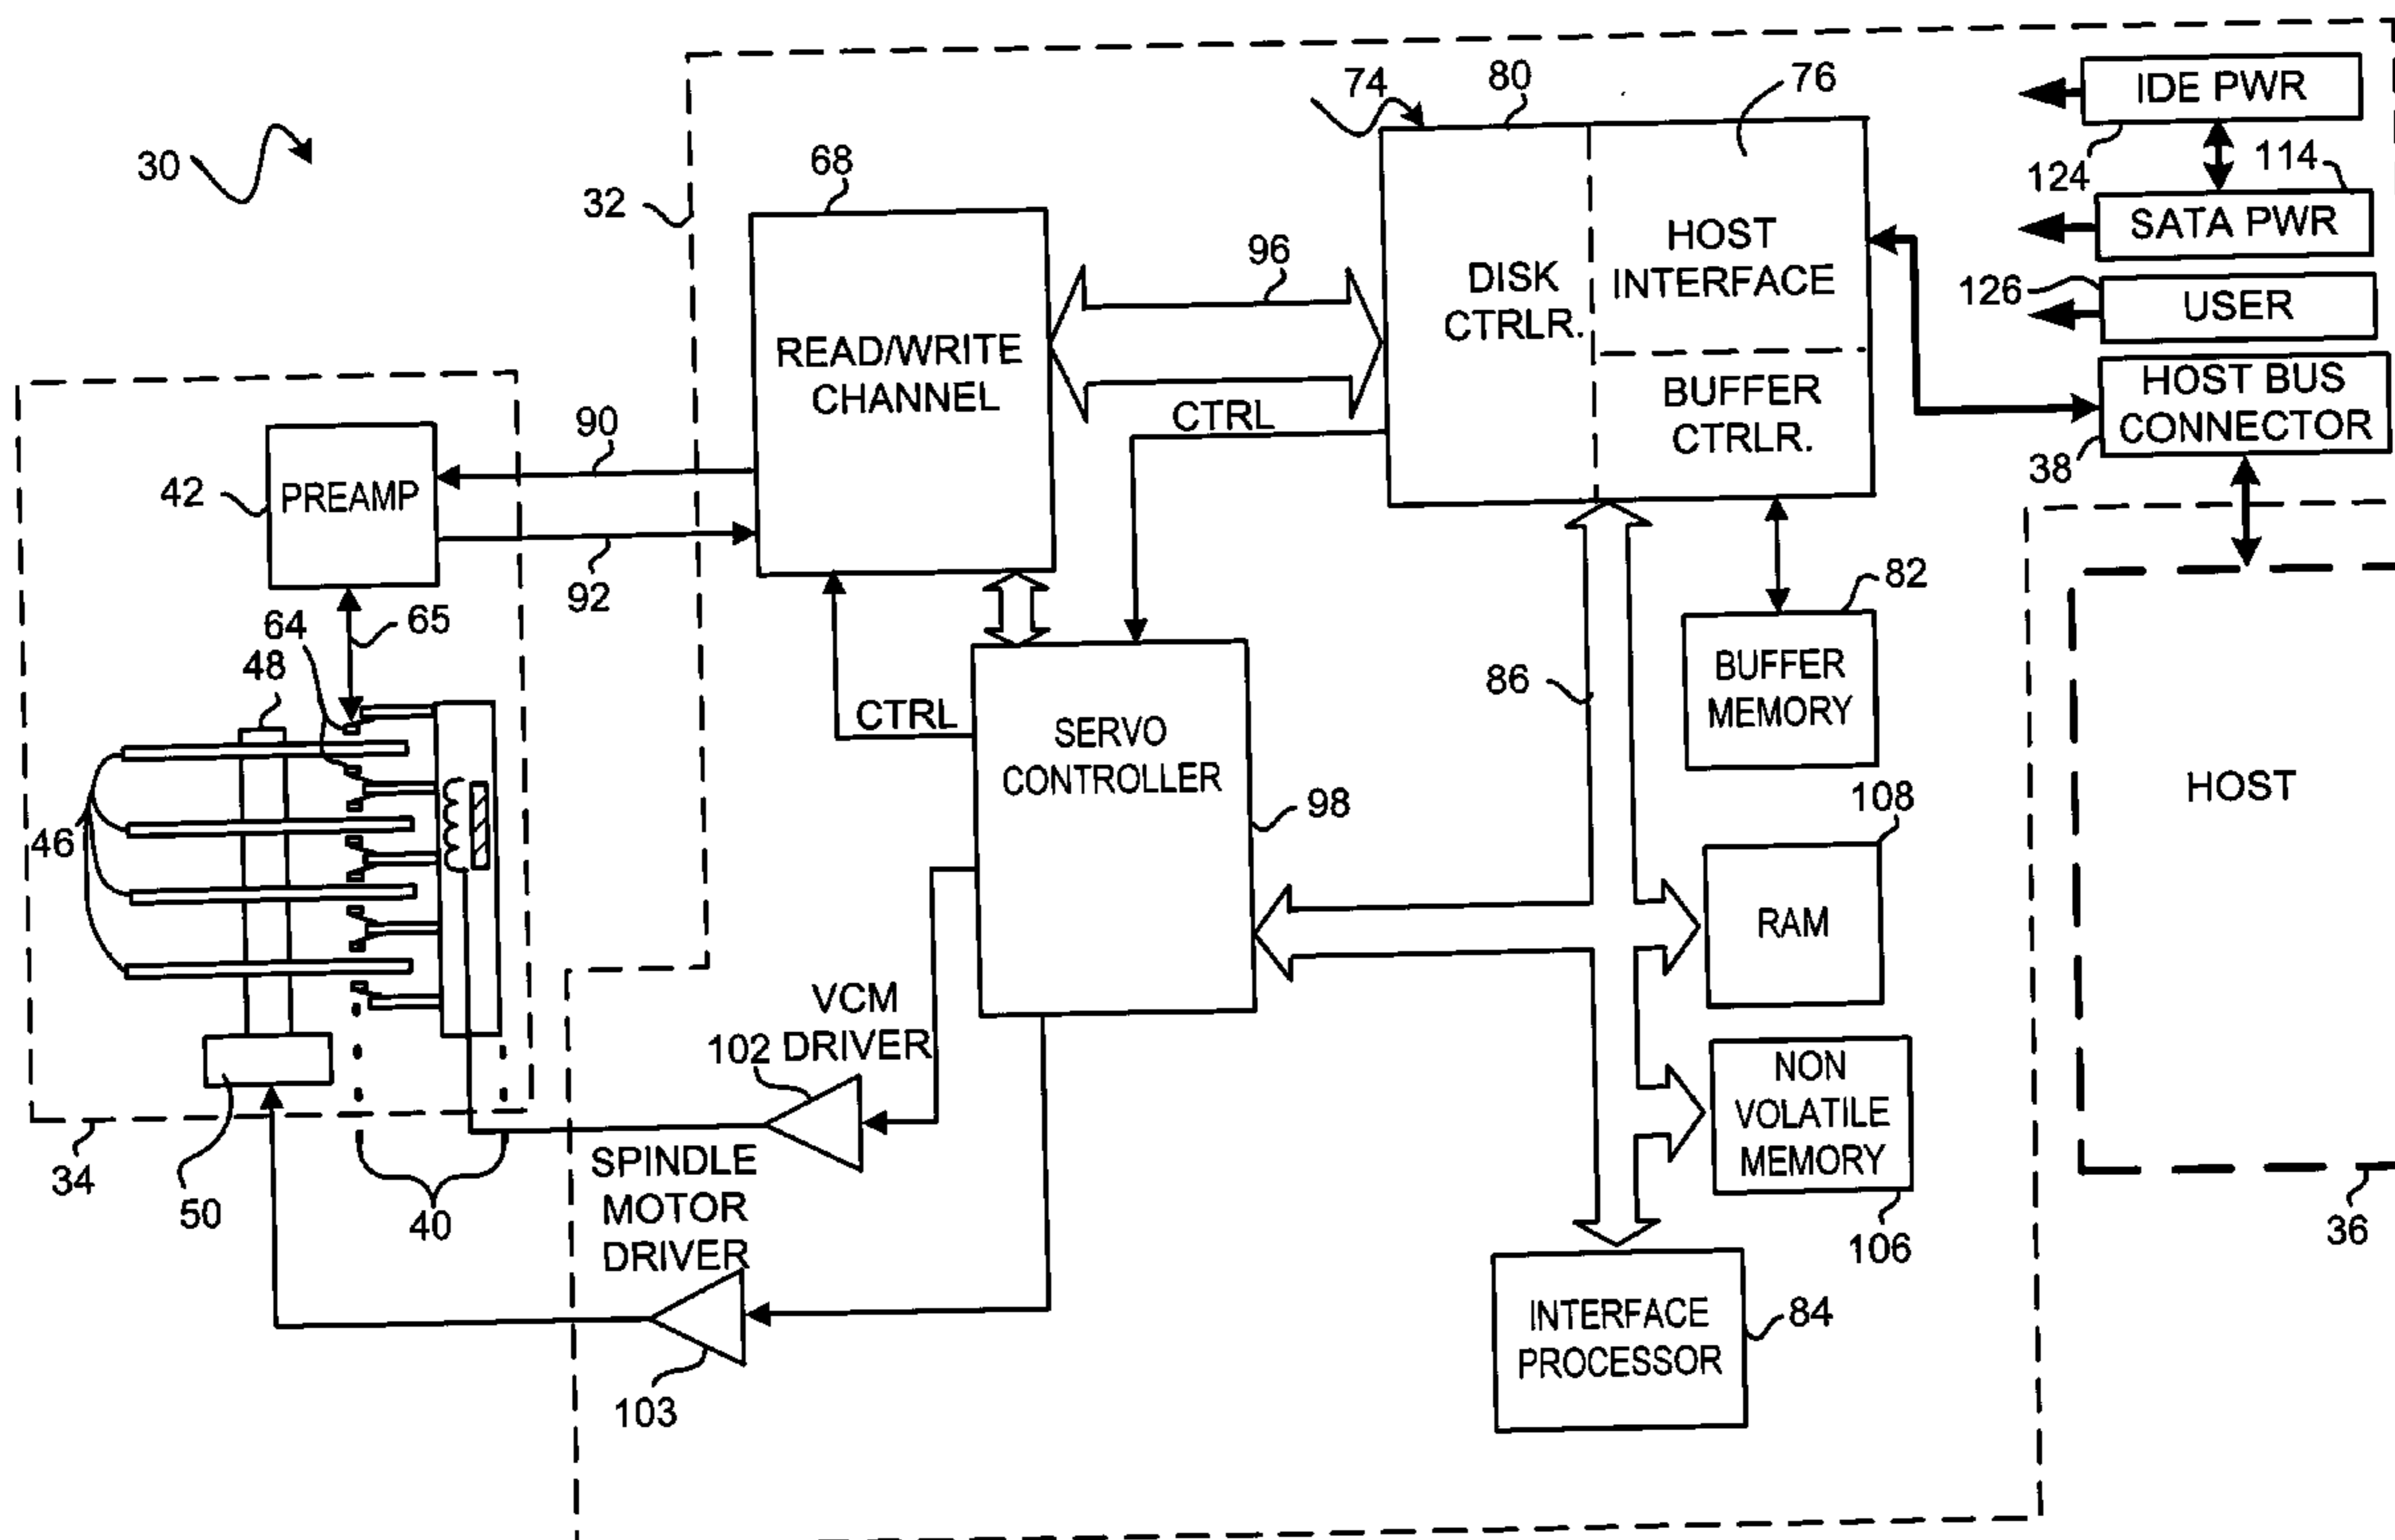 30
32
68
READ/WRITE
CHANNEL
96
74
80
76
DISK
CTRLR.
HOST
INTERFACE
BUFFER
CTRLR.
IDE PWR
124
114
SATA PWR
126
USER
HOST BUS
CONNECTOR
38
CTRL
42
PREAMP
90
92
64
65
48
46
CTRL
SERVO
CONTROLLER
98
86
82
BUFFER
MEMORY
108
RAM
HOST
NON
VOLATILE
MEMORY
106
36
VCM
102 DRIVER
34
50
40
SPINDLE
MOTOR
DRIVER
103
INTERFACE
PROCESSOR
84